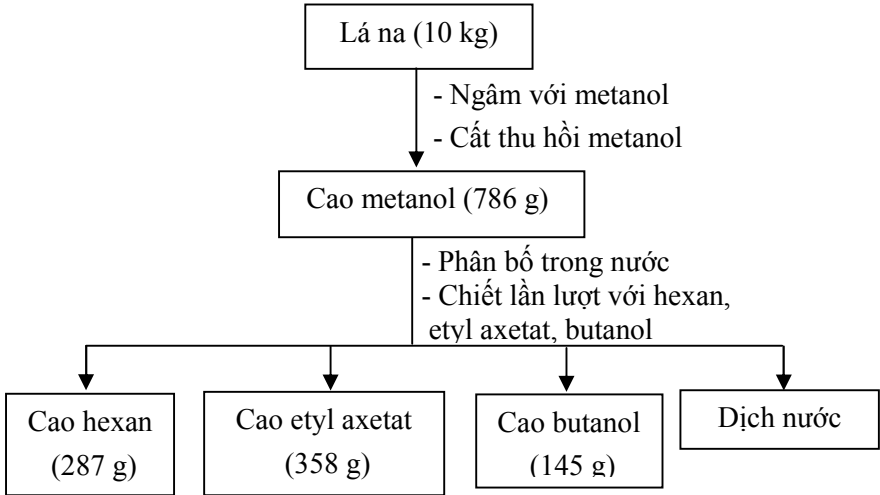 Lá na (10 kg)
- Ngâm với metanol
- Cất thu hồi metanol
Cao metanol (786 g)
- Phân bố trong nước
- Chiết lần lượt với hexan,
etyl axetat, butanol
Cao hexan
(287 g)
Cao etyl axetat
(358 g)
Cao butanol
(145 g)
Dịch nước